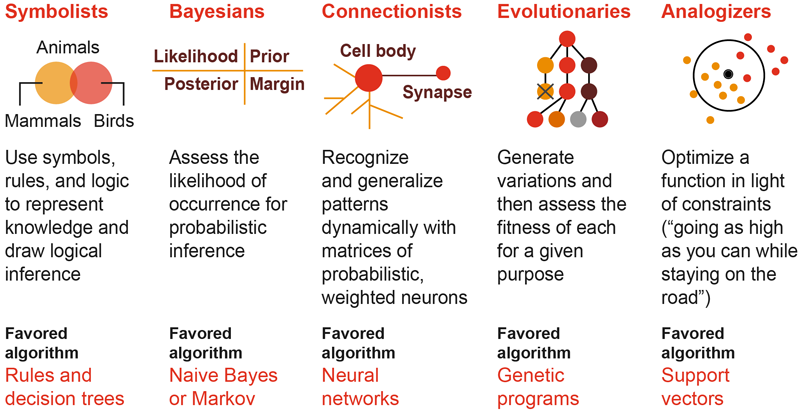 Symbolists
Animals
Mammals Birds
Use symbols,
rules, and logic
to represent
knowledge and
draw logical
inference
Favored
algorithm
Rules and
decision trees
Bayesians
Likelihood Prior
Posterior Margin
Assess the
likelihood of
occurrence for
probabilistic
inference
Favored
algorithm
Naive Bayes
or Markov
Connectionists
Cell body
Synapse
Recognize
and generalize
patterns
dynamically with
matrices of
probabilistic,
weighted neurons
Favored
algorithm
Neural
networks
Evolutionaries
Generate
variations and
then assess the
fitness of each
for a given
purpose
Favored
algorithm
Genetic
programs
Analogizers
Optimize a
function in light
of constraints
(“going as high
as you can while
staying on the
road”)
Favored
algorithm
Support
vectors